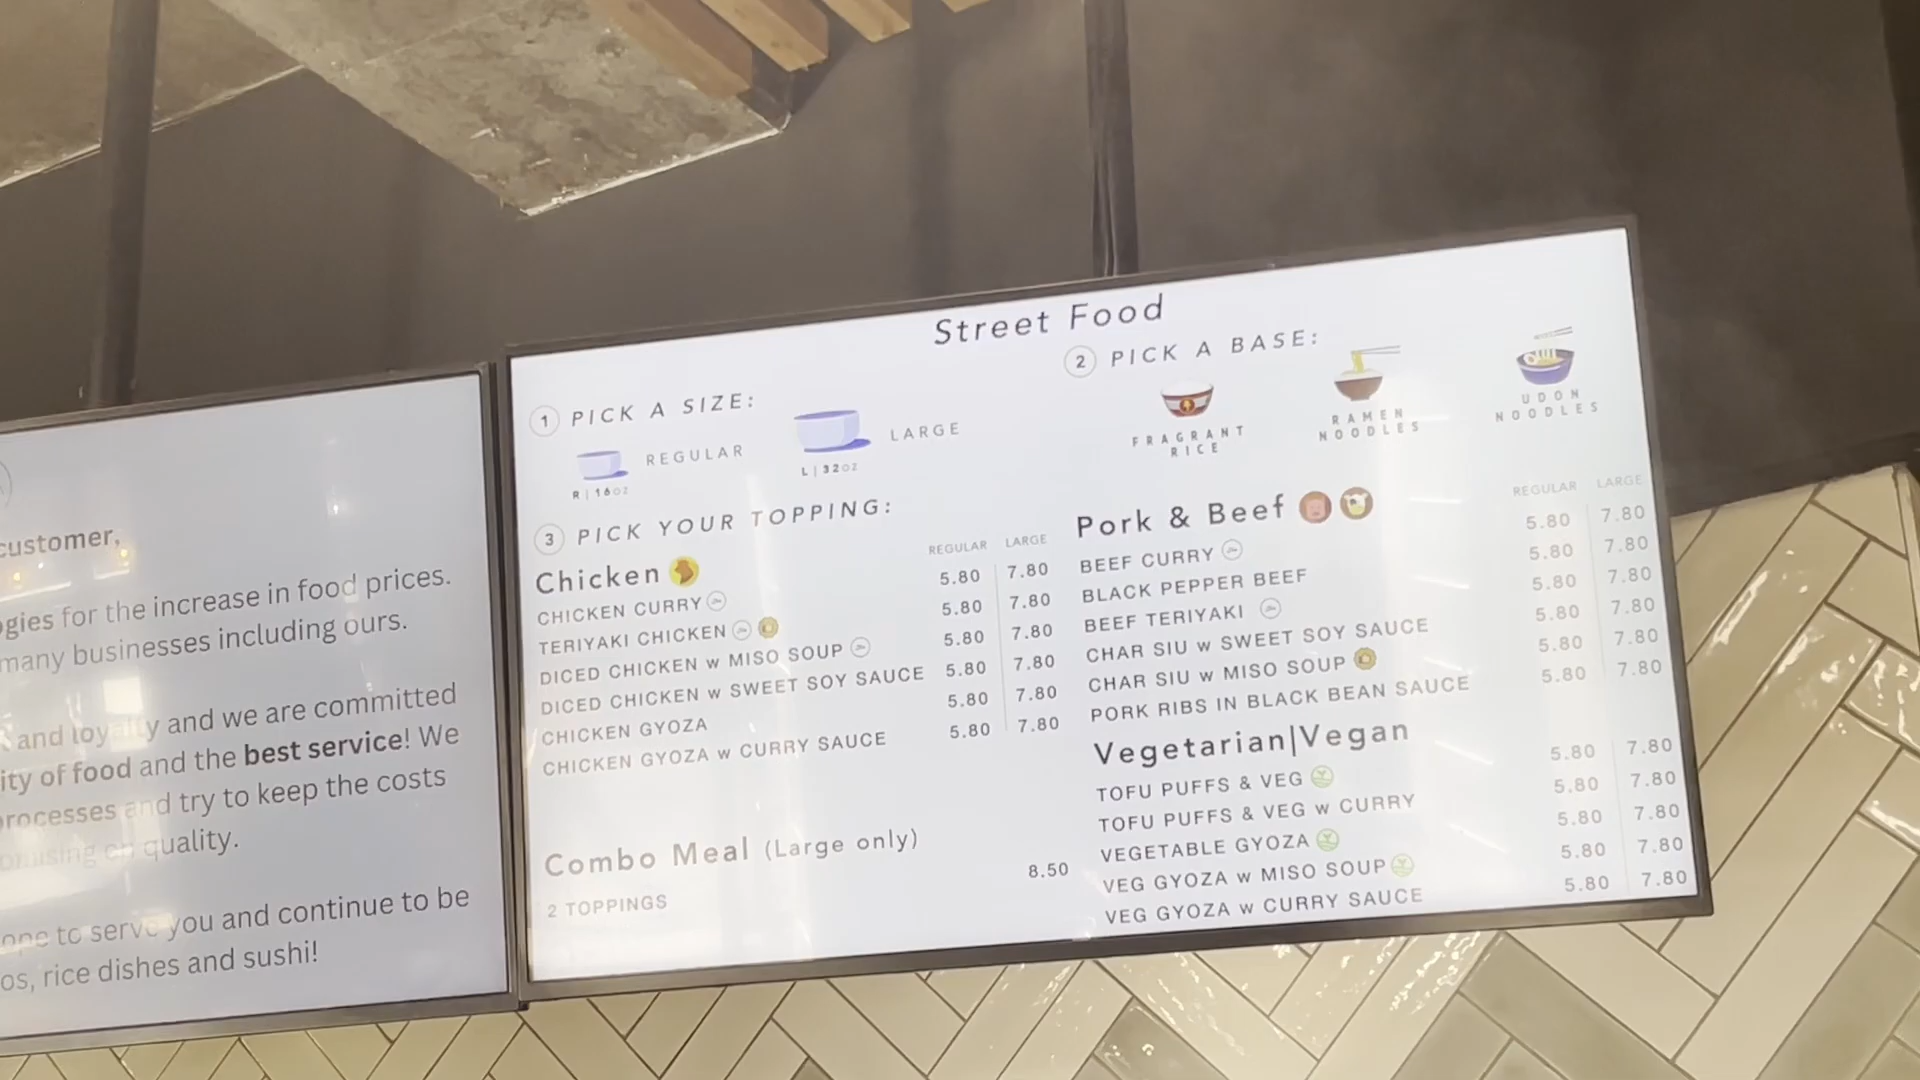 customer,
gies for the increase in food prices.
many businesses including ours.
and loyalty and we are committed
ity of food and the best service! We
rocesses and try to keep the costs
quality.
to serve you and continue to be
os, rice dishes and sushi!
Street Food
1 PICK A SIZE:
REGULAR
R | 16OZ
LARGE
L | 32OZ
2 PICK A BASE:
FRAGRANT
RICE
RAMEN
NOODLES
UDON
NOODLES
3 PICK YOUR TOPPING:
REGULAR LARGE
Chicken
CHICKEN CURRY 5.80 7.80
TERIYAKI CHICKEN 5.80 7.80
DICED CHICKEN w MISO SOUP 5.80 7.80
DICED CHICKEN w SWEET SOY SAUCE 5.80 7.80
CHICKEN GYOZA 5.80 7.80
CHICKEN GYOZA w CURRY SAUCE 5.80 7.80
Combo Meal (Large only)
2 TOPPINGS 8.50
REGULAR LARGE
Pork & Beef
BEEF CURRY 5.80 7.80
BLACK PEPPER BEEF 5.80 7.80
BEEF TERIYAKI 5.80 7.80
CHAR SIU w SWEET SOY SAUCE 5.80 7.80
CHAR SIU w MISO SOUP 5.80 7.80
PORK RIBS IN BLACK BEAN SAUCE 5.80 7.80
Vegetarian|Vegan
TOFU PUFFS & VEG 5.80 7.80
TOFU PUFFS & VEG w CURRY 5.80 7.80
VEGETABLE GYOZA 5.80 7.80
VEG GYOZA w MISO SOUP 5.80 7.80
VEG GYOZA w CURRY SAUCE 5.80 7.80